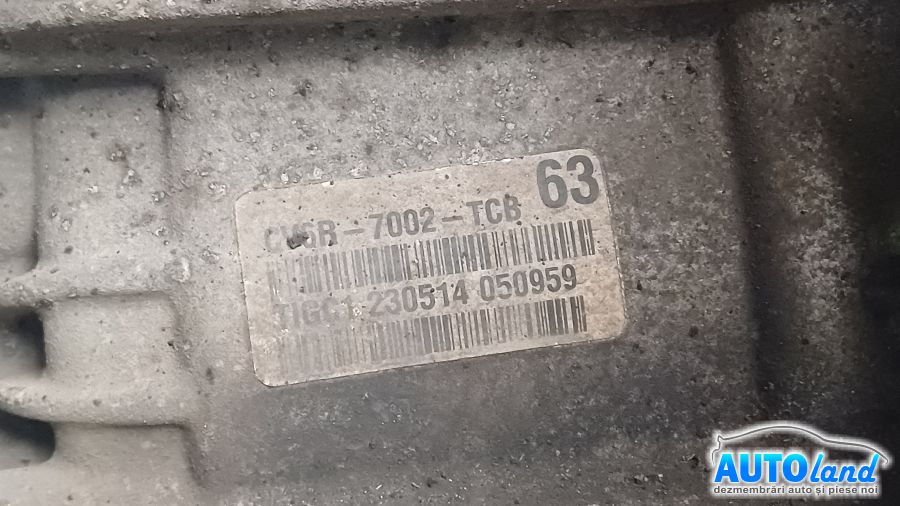 63
CV6R-7002-TCB
TIGC1 230514 050959
AUTOland
dezmembrări auto și piese noi